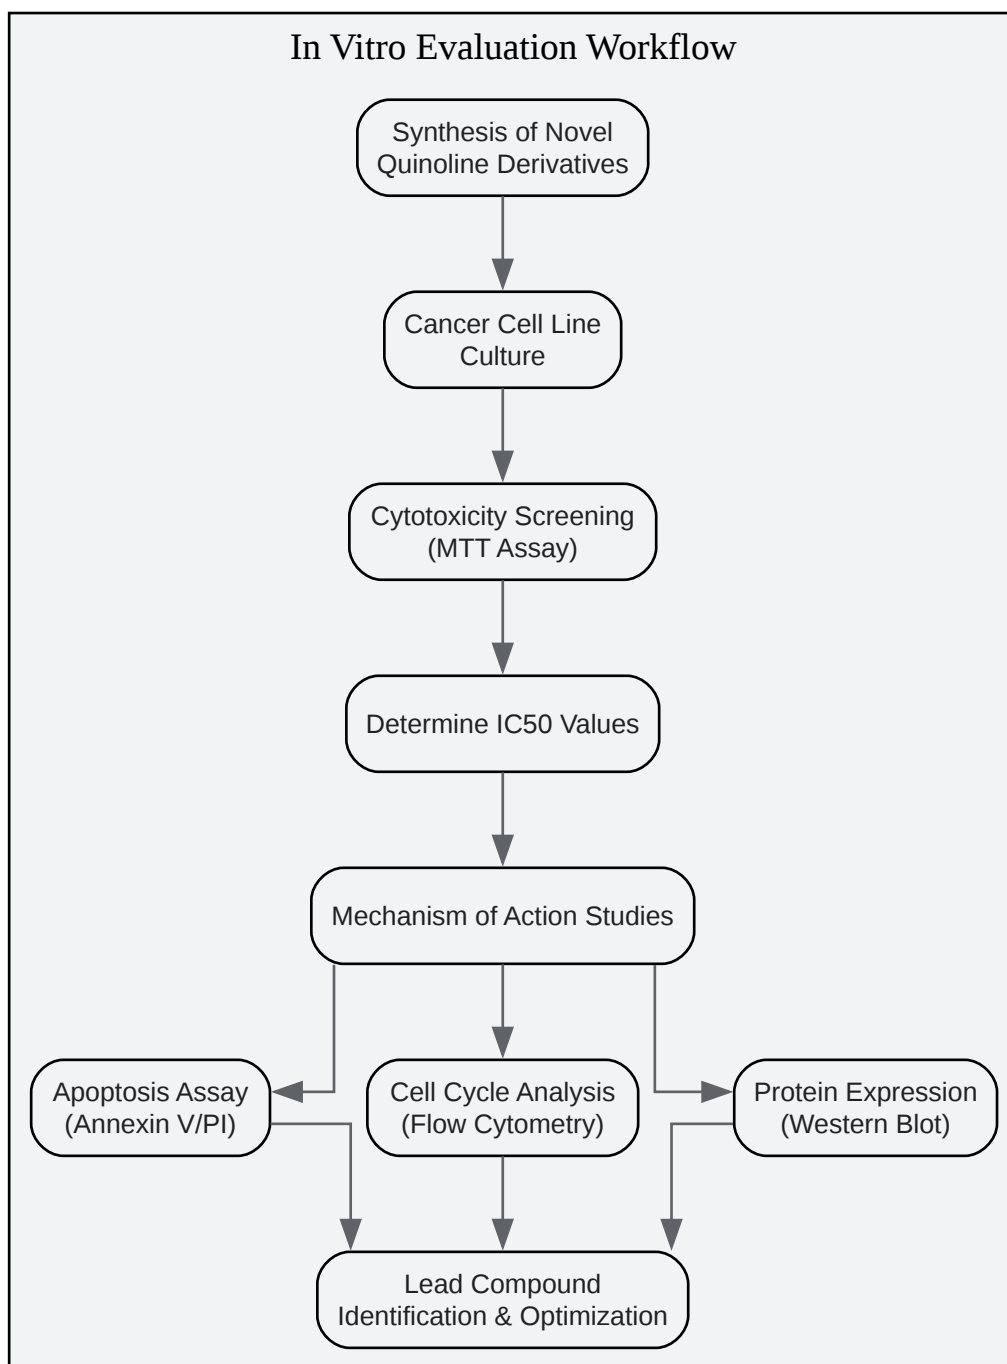 In Vitro Evaluation Workflow
Synthesis of Novel
Quinoline Derivatives
Cancer Cell Line
Culture
Cytotoxicity Screening
(MTT Assay)
Determine IC50 Values
Mechanism of Action Studies
Apoptosis Assay
(Annexin V/PI)
Cell Cycle Analysis
(Flow Cytometry)
Protein Expression
(Western Blot)
Lead Compound
Identification & Optimization